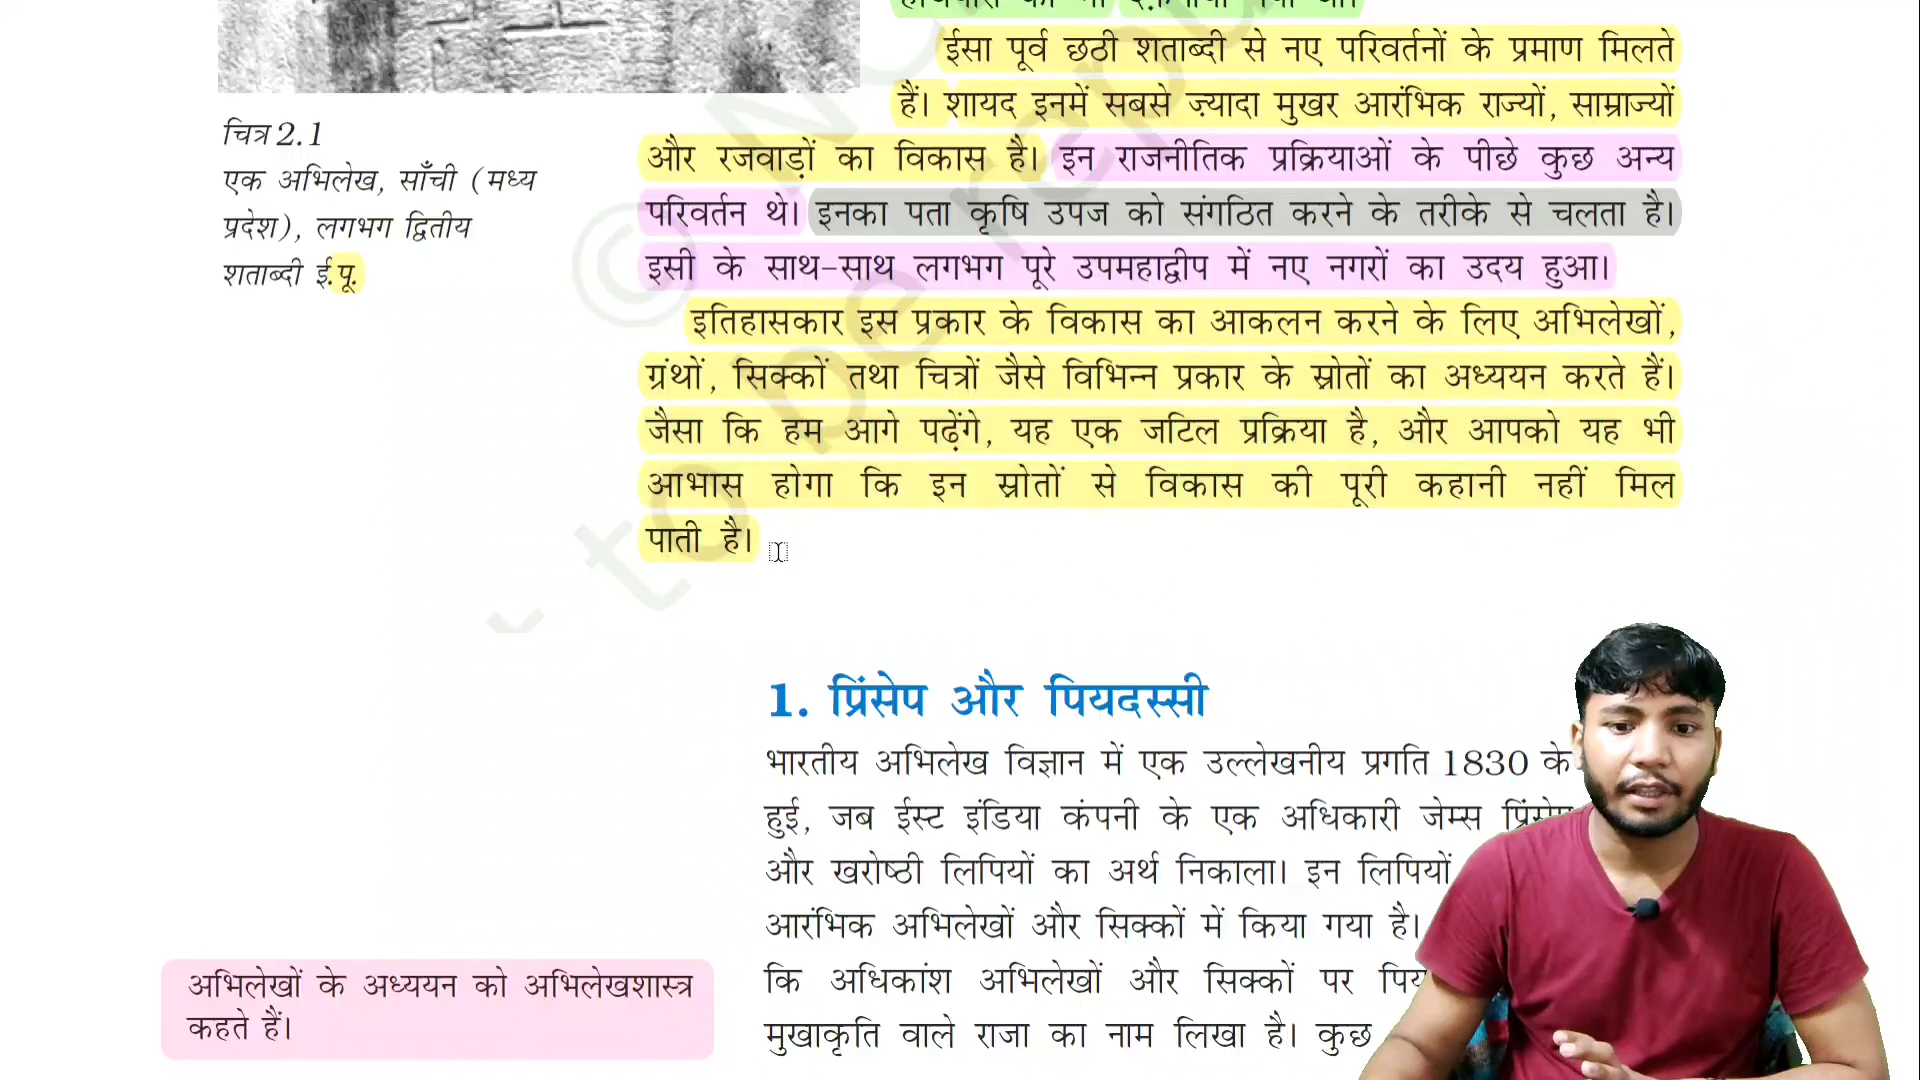 ईसा पूर्व छठी शताब्दी से नए परिवर्तनों के प्रमाण मिलते
हैं। शायद इनमें सबसे ज़्यादा मुखर आरंभिक राज्यों, साम्राज्यों
और रजवाड़ों का विकास है। इन राजनीतिक प्रक्रियाओं के पीछे कुछ अन्य
परिवर्तन थे। इनका पता कृषि उपज को संगठित करने के तरीके से चलता है।
इसी के साथ-साथ लगभग पूरे उपमहाद्वीप में नए नगरों का उदय हुआ।
इतिहासकार इस प्रकार के विकास का आकलन करने के लिए अभिलेखों,
ग्रंथों, सिक्कों तथा चित्रों जैसे विभिन्न प्रकार के स्रोतों का अध्ययन करते हैं।
जैसा कि हम आगे पढ़ेंगे, यह एक जटिल प्रक्रिया है, और आपको यह भी
आभास होगा कि इन स्रोतों से विकास की पूरी कहानी नहीं मिल
पाती है।
चित्र 2.1
एक अभिलेख, साँची (मध्य
प्रदेश), लगभग द्वितीय
शताब्दी ई.पू.
1. प्रिंसेप और पियदस्सी
भारतीय अभिलेख विज्ञान में एक उल्लेखनीय प्रगति 1830 के
हुई, जब ईस्ट इंडिया कंपनी के एक अधिकारी जेम्स प्रिंसेप
और खरोष्ठी लिपियों का अर्थ निकाला। इन लिपियों
आरंभिक अभिलेखों और सिक्कों में किया गया है।
कि अधिकांश अभिलेखों और सिक्कों पर
मुखाकृति वाले राजा का नाम लिखा है। कुछ
अभिलेखों के अध्ययन को अभिलेखशास्त्र
कहते हैं।